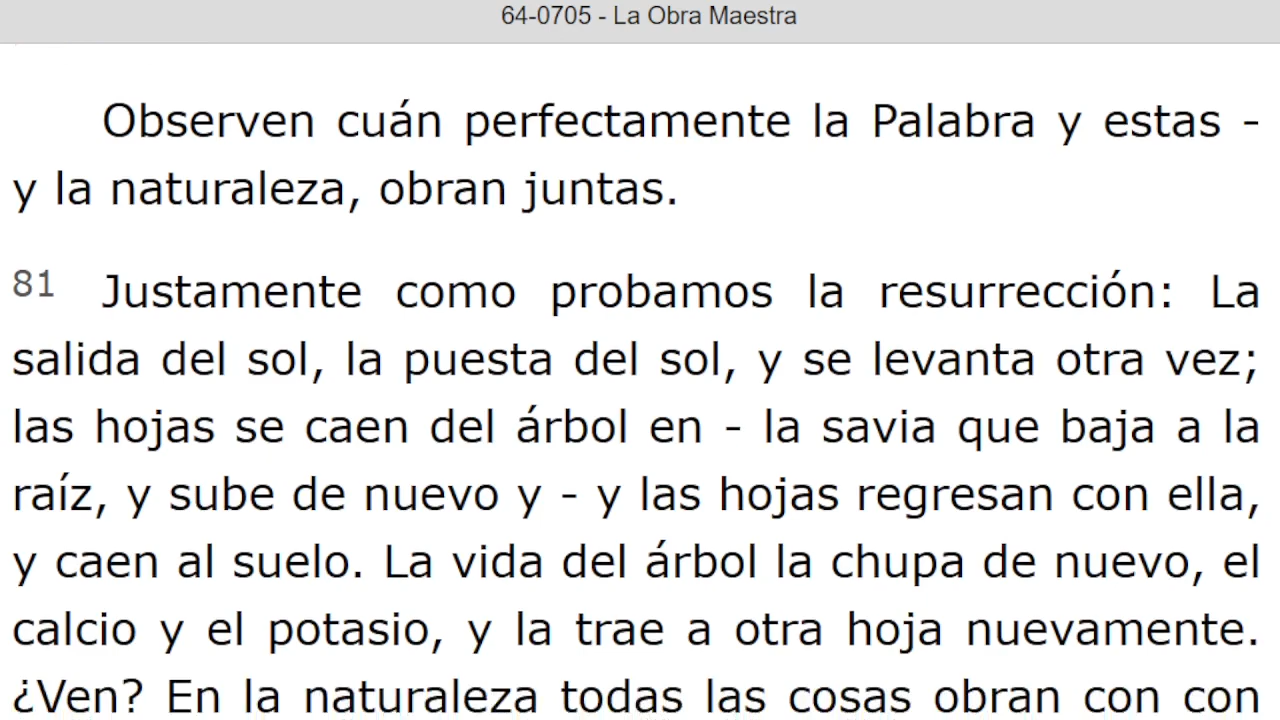 64-0705 - La Obra Maestra
Observen cuán perfectamente la Palabra y estas -
y la naturaleza, obran juntas.
81 Justamente como probamos la resurrección: La
salida del sol, la puesta del sol, y se levanta otra vez;
las hojas se caen del árbol en - la savia que baja a la
raíz, y sube de nuevo y - y las hojas regresan con ella,
y caen al suelo. La vida del árbol la chupa de nuevo, el
calcio y el potasio, y la trae a otra hoja nuevamente.
¿Ven? En la naturaleza todas las cosas obran con con